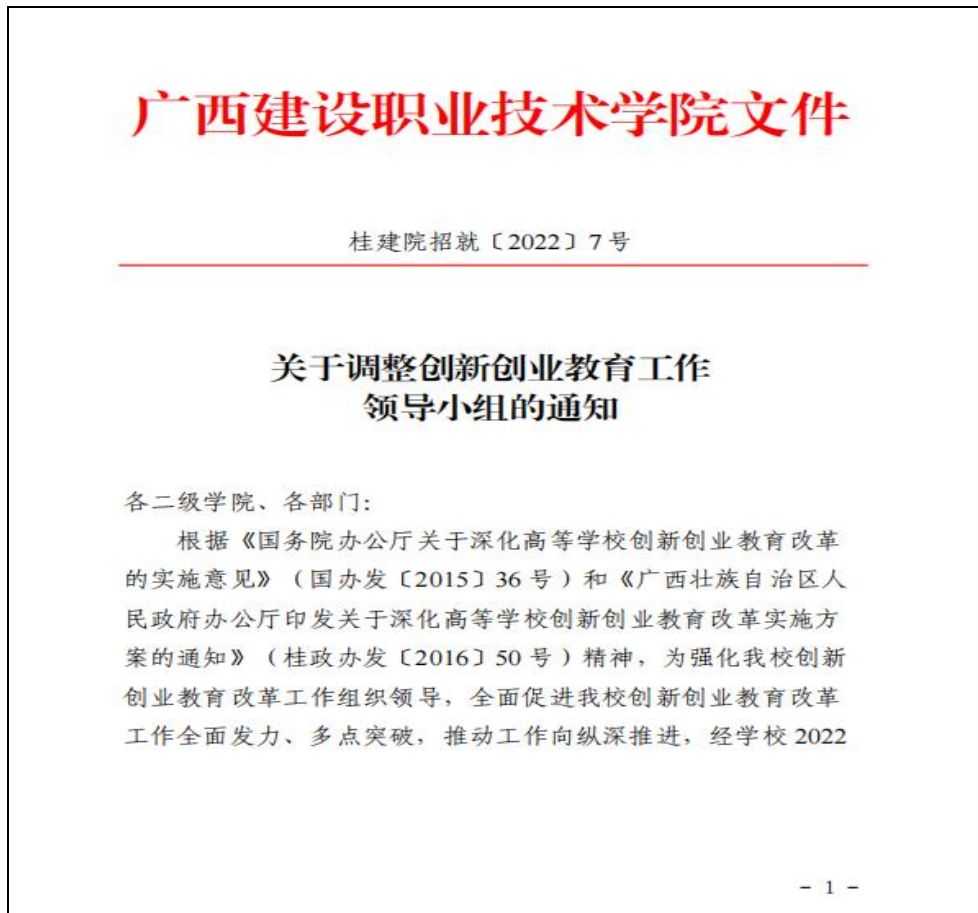 广西建设职业技术学院文件
桂建院招就〔2022〕7号
关于调整创新创业教育工作
领导小组的通知
各二级学院、各部门：
根据《国务院办公厅关于深化高等学校创新创业教育改革
的实施意见》（国办发〔2015〕36号）和《广西壮族自治区人
民政府办公厅印发关于深化高等学校创新创业教育改革实施方
案的通知》（桂政办发〔2016〕50号）精神，为强化我校创新
创业教育改革工作组织领导，全面促进我校创新创业教育改革
工作全面发力、多点突破，推动工作向纵深推进，经学校2022
- 1 -